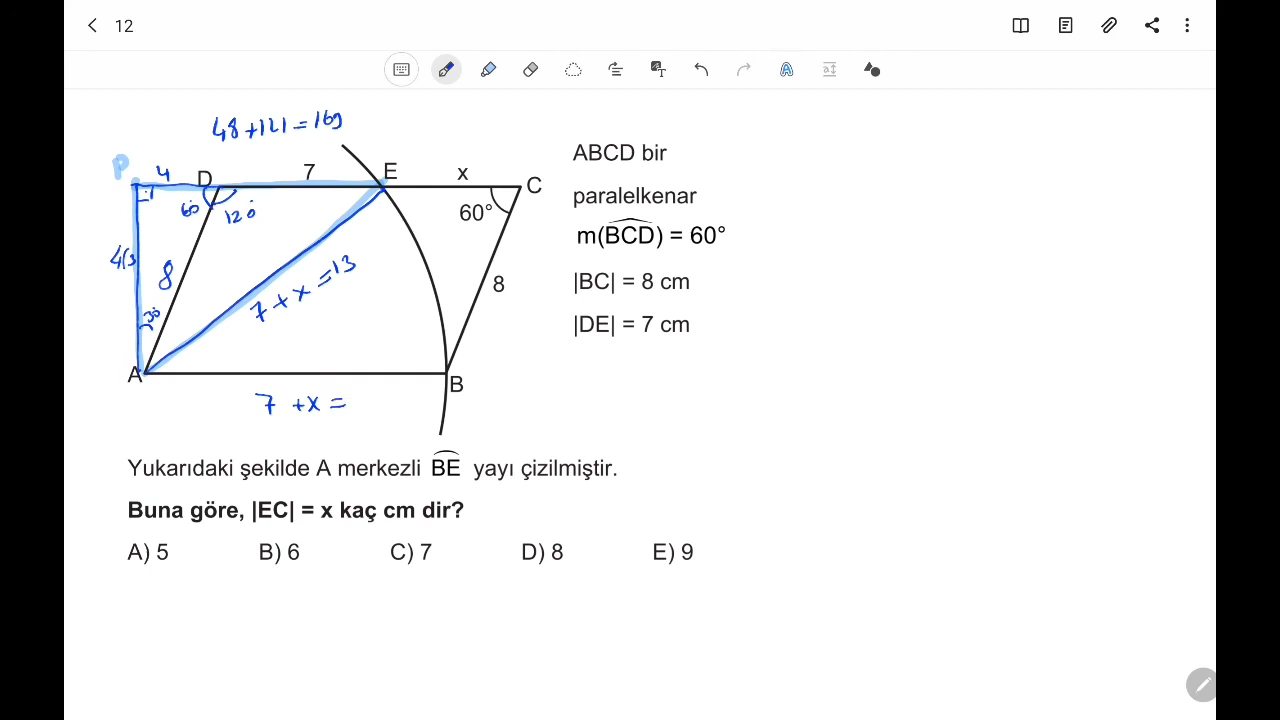 12
48+121=169
P 4 D 7 E x C
60° 120° 60°
4√3 8 7+x=13 8
30°
A B
7 +x =
ABCD bir
paralelkenar
m(BCD) = 60°
|BC| = 8 cm
|DE| = 7 cm
Yukarıdaki şekilde A merkezli BE yayı çizilmiştir.
Buna göre, |EC| = x kaç cm dir?
A) 5 B) 6 C) 7 D) 8 E) 9